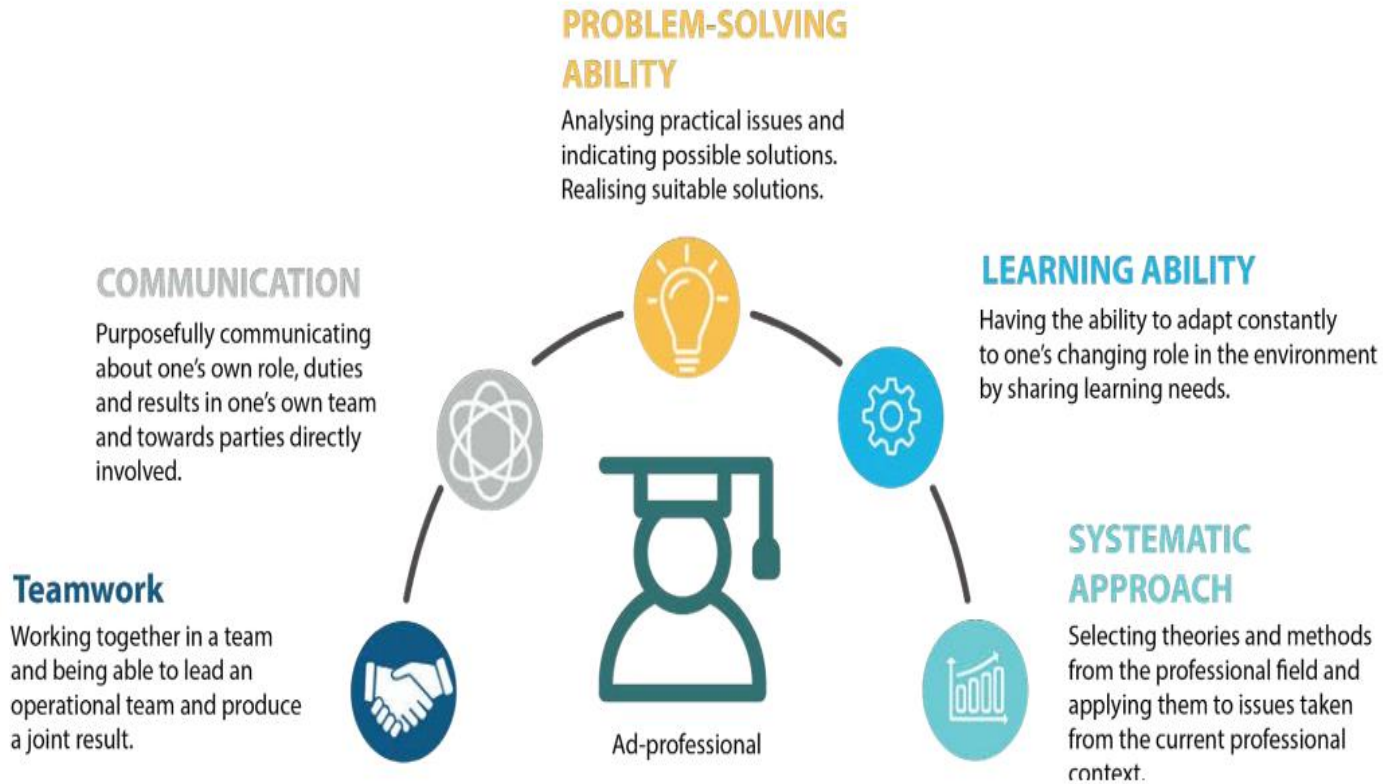 PROBLEM-SOLVING
ABILITY
Analysing practical issues and
indicating possible solutions.
Realising suitable solutions.
COMMUNICATION
Purposefully communicating
about one's own role, duties
and results in one's own team
and towards parties directly
involved.
LEARNING ABILITY
Having the ability to adapt constantly
to one's changing role in the environment
by sharing learning needs.
Teamwork
Working together in a team
and being able to lead an
operational team and produce
a joint result.
SYSTEMATIC
APPROACH
Selecting theories and methods
from the professional field and
applying them to issues taken
from the current professional
context.
Ad-professional